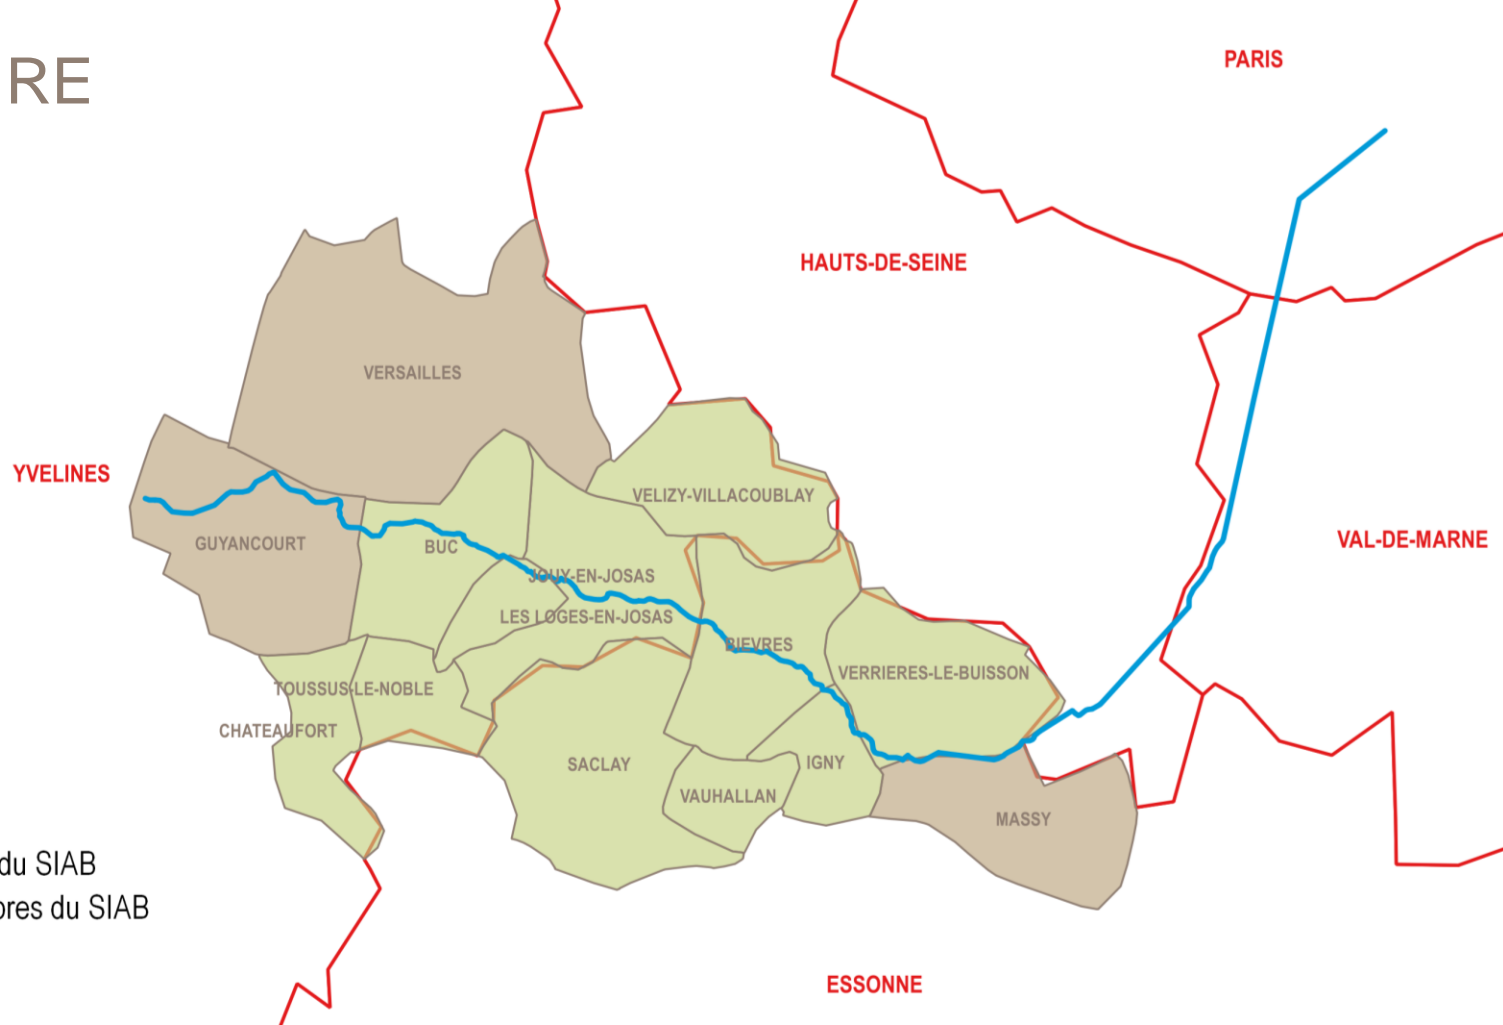 RE
PARIS
HAUTS-DE-SEINE
VERSAILLES
YVELINES
VELIZY-VILLACOUBLAY
GUYANCOURT
BUC
VAL-DE-MARNE
JOUY-EN-JOSAS
LES LOGES-EN-JOSAS
BIEVRES
VERRIERES-LE-BUISSON
TOUSSUS-LE-NOBLE
CHATEAUFORT
SACLAY
IGNY
VAUHALLAN
MASSY
du SIAB
bres du SIAB
ESSONNE